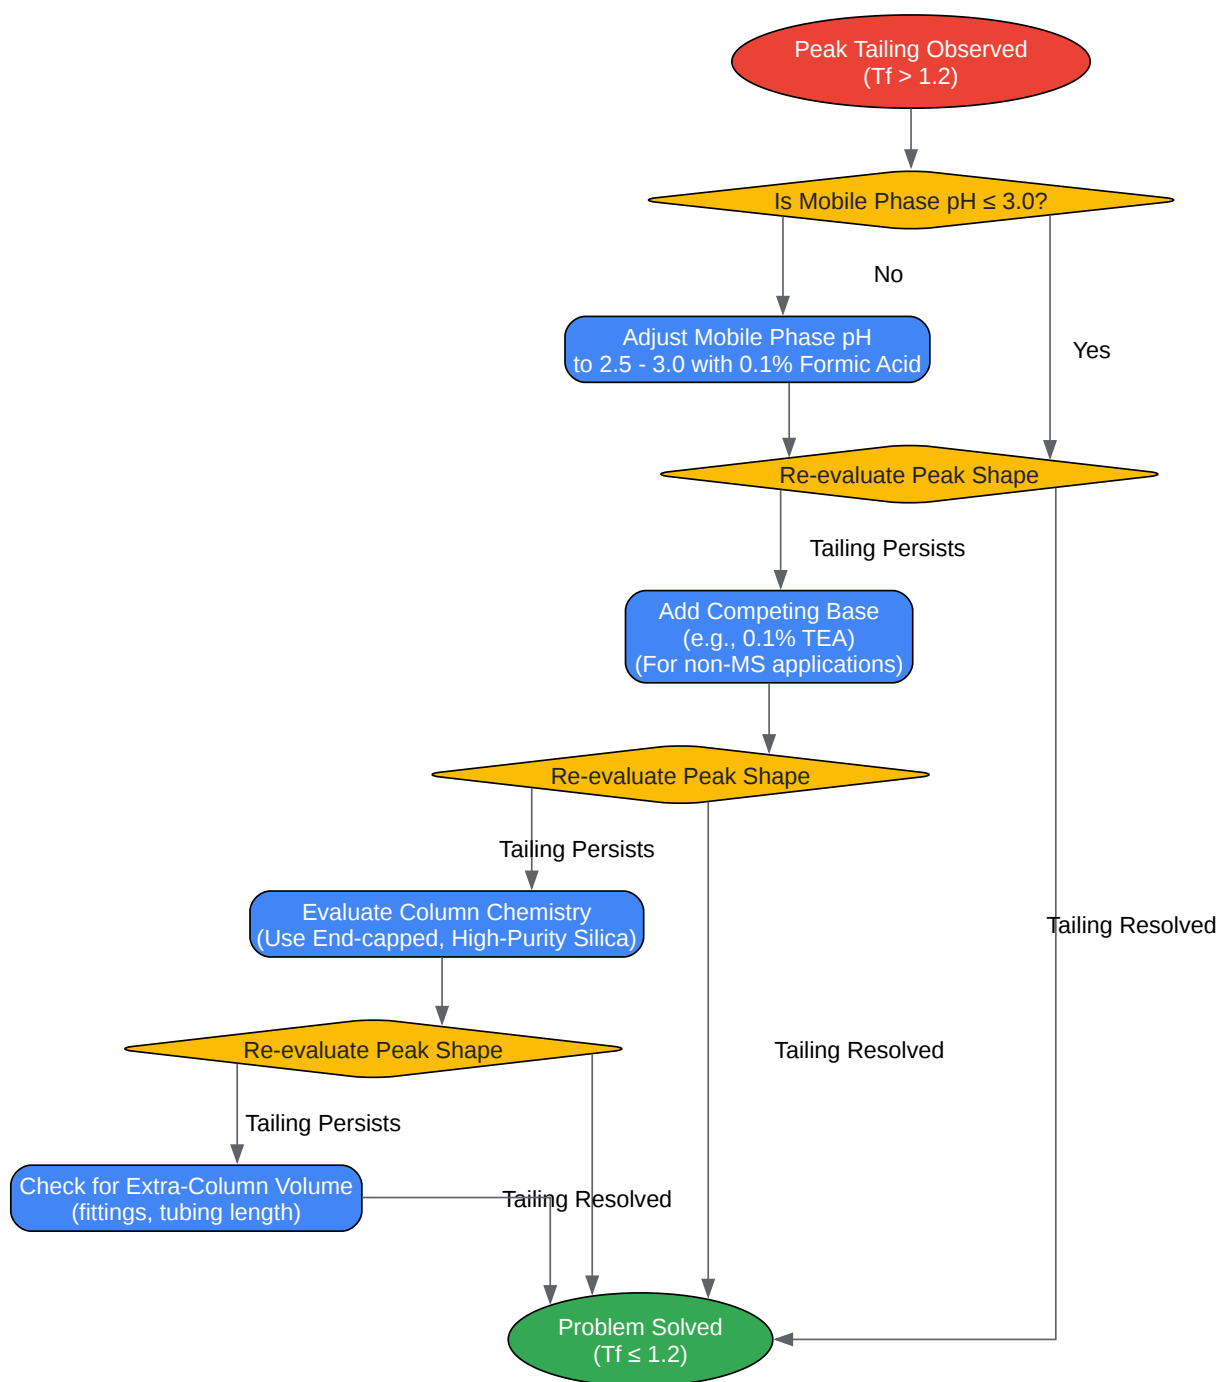 Peak Tailing Observed
(Tf > 1.2)
Is Mobile Phase pH ≤ 3.0?
No
Adjust Mobile Phase pH
to 2.5 - 3.0 with 0.1% Formic Acid
Yes
Re-evaluate Peak Shape
Tailing Persists
Add Competing Base
(e.g., 0.1% TEA)
(For non-MS applications)
Re-evaluate Peak Shape
Tailing Persists
Evaluate Column Chemistry
(Use End-capped, High-Purity Silica)
Tailing Resolved
Re-evaluate Peak Shape
Tailing Resolved
Tailing Persists
Check for Extra-Column Volume
(fittings, tubing length)
Tailing Resolved
Problem Solved
(Tf ≤ 1.2)